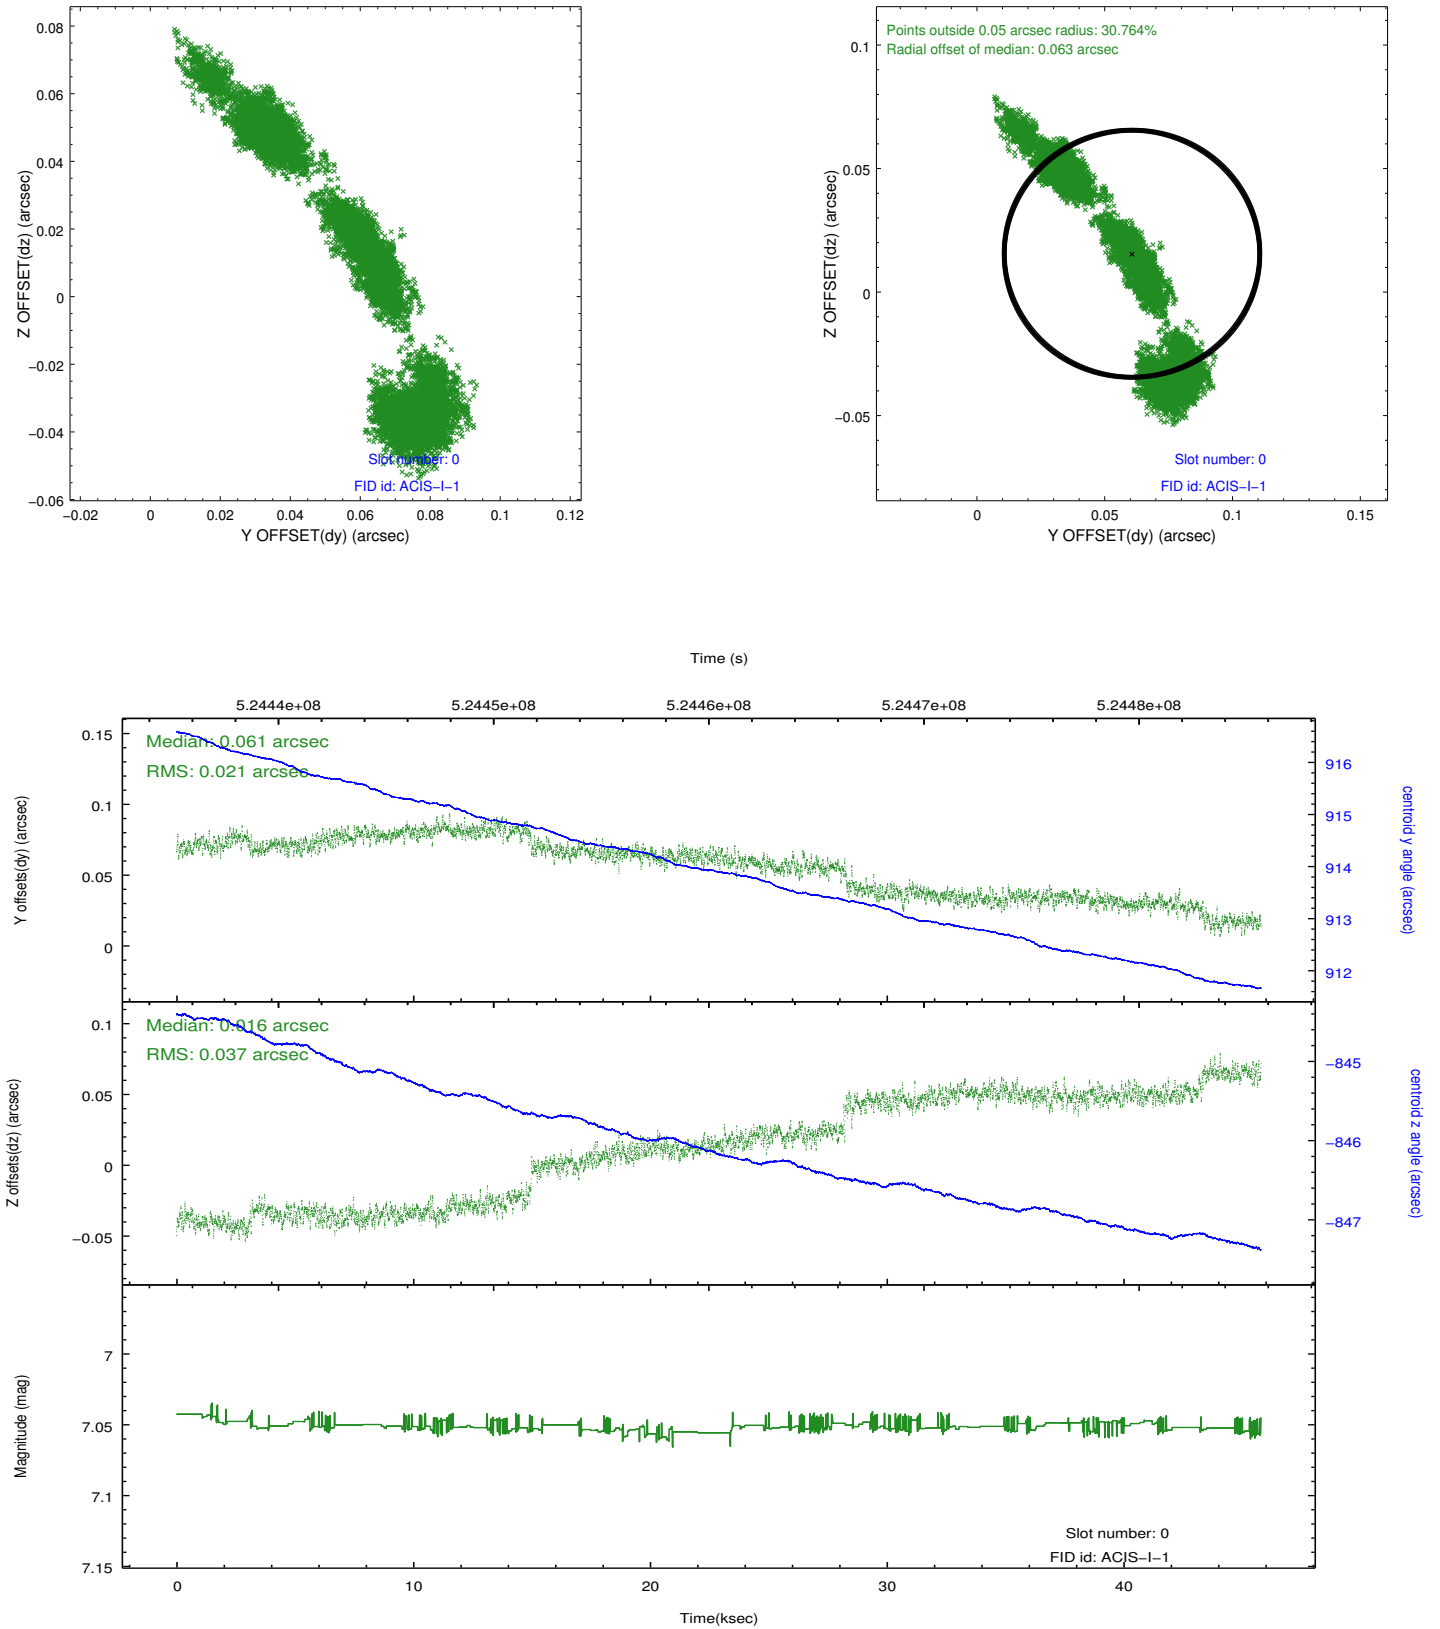 0.08
0.06
0.04
0.02
0
−0.02
−0.04
−0.06
Z OFFSET(dz) (arcsec)
Slot number: 0
FID id: ACIS−I−1
−0.02 0 0.02 0.04 0.06 0.08 0.1 0.12
Y OFFSET(dy) (arcsec)
Points outside 0.05 arcsec radius: 30.764%
Radial offset of median: 0.063 arcsec
0.1
0.05
0
−0.05
Z OFFSET(dz) (arcsec)
Slot number: 0
FID id: ACIS−I−1
0 0.05 0.1 0.15
Y OFFSET(dy) (arcsec)
Time (s)
5.2444e+08 5.2445e+08 5.2446e+08 5.2447e+08 5.2448e+08
Median: 0.061 arcsec
RMS: 0.021 arcsec
0.15
0.1
0.05
0
Y offsets(dy) (arcsec)
916
915
914
913
912
centroid y angle (arcsec)
Median: 0.016 arcsec
RMS: 0.037 arcsec
0.1
0.05
0
−0.05
Z offsets(dz) (arcsec)
−845
−846
−847
centroid z angle (arcsec)
7
7.05
7.1
7.15
Magnitude (mag)
Slot number: 0
FID id: ACIS−I−1
0 10 20 30 40
Time(ksec)